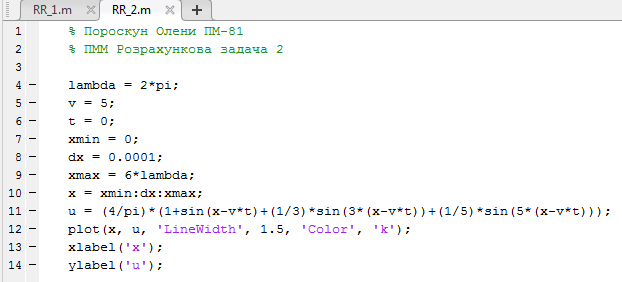 RR_1.m RR_2.m
1 % Пороскун Олени ПМ-81
2 % ПММ Розрахункова задача 2
3
4 lambda = 2*pi;
5 v = 5;
6 t = 0;
7 xmin = 0;
8 dx = 0.0001;
9 xmax = 6*lambda;
10 x = xmin:dx:xmax;
11 u = (4/pi)*(1+sin(x-v*t)+(1/3)*sin(3*(x-v*t))+(1/5)*sin(5*(x-v*t)));
12 plot(x, u, 'LineWidth', 1.5, 'Color', 'k');
13 xlabel('x');
14 ylabel('u');